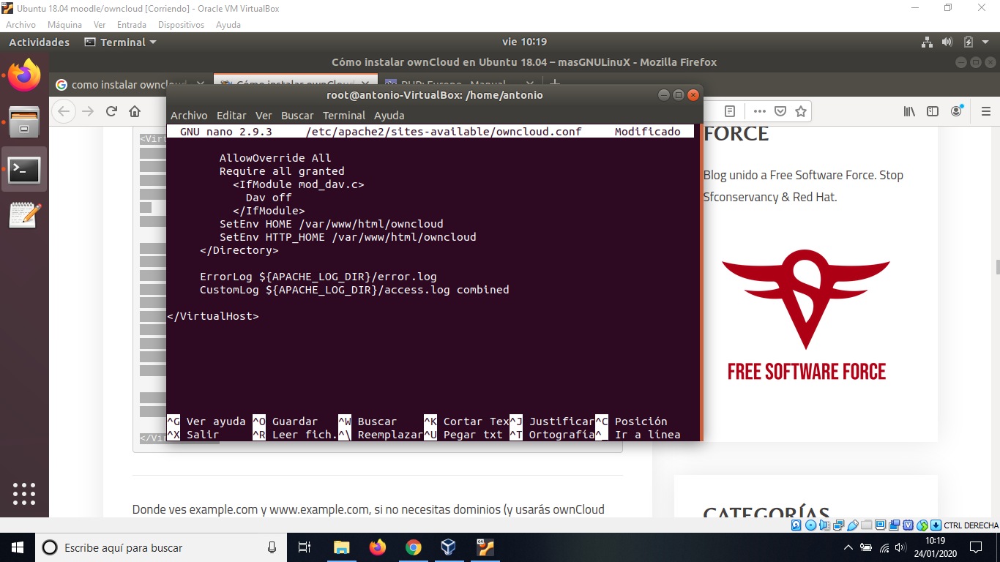 Ubuntu 18.04 moodle/owncloud [Corriendo] - Oracle VM VirtualBox
Archivo Máquina Ver Entrada Dispositivos Ayuda
Actividades Terminal vie 10:19
Cómo instalar ownCloud en Ubuntu 18.04 – masGNULinuX - Mozilla Firefox
como instalar owncloud
Cómo instalar ownCloud
PHP: Europe - Manual
root@antonio-VirtualBox: /home/antonio
Archivo Editar Ver Buscar Terminal Ayuda
GNU nano 2.9.3 /etc/apache2/sites-available/owncloud.conf Modificado
<Virt
AllowOverride All
Require all granted
<IfModule mod_dav.c>
Dav off
</IfModule>
SetEnv HOME /var/www/html/owncloud
SetEnv HTTP_HOME /var/www/html/owncloud
</Directory>
ErrorLog ${APACHE_LOG_DIR}/error.log
CustomLog ${APACHE_LOG_DIR}/access.log combined
</VirtualHost>
^G Ver ayuda ^O Guardar ^W Buscar ^K Cortar Tex ^J Justificar ^C Posición
^X Salir ^R Leer fich. ^\ Reemplazar ^U Pegar txt ^T Ortografía ^_ Ir a línea
</Vi
FORCE
Blog unido a Free Software Force. Stop
Sfconservancy & Red Hat.
FREE SOFTWARE FORCE
Donde ves example.com y www.example.com, si no necesitas dominios (y usarás ownCloud
CATEGORÍAS
CTRL DERECHA
Escribe aquí para buscar
10:19
24/01/2020